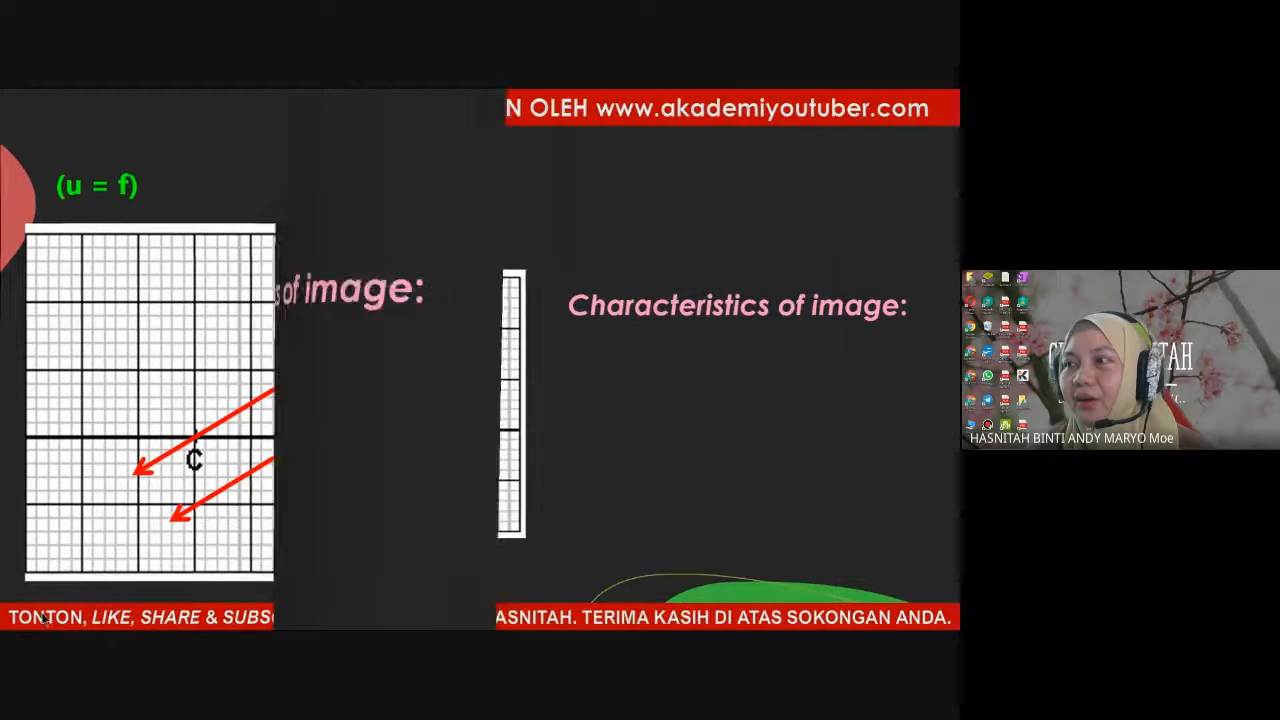 N OLEH www.akademiyoutuber.com
(u = f)
s of image:
Characteristics of image:
C
TAH
HASNITAH BINTI ANDY MARYO Moe
TONTON, LIKE, SHARE & SUBS
ASNITAH. TERIMA KASIH DI ATAS SOKONGAN ANDA.